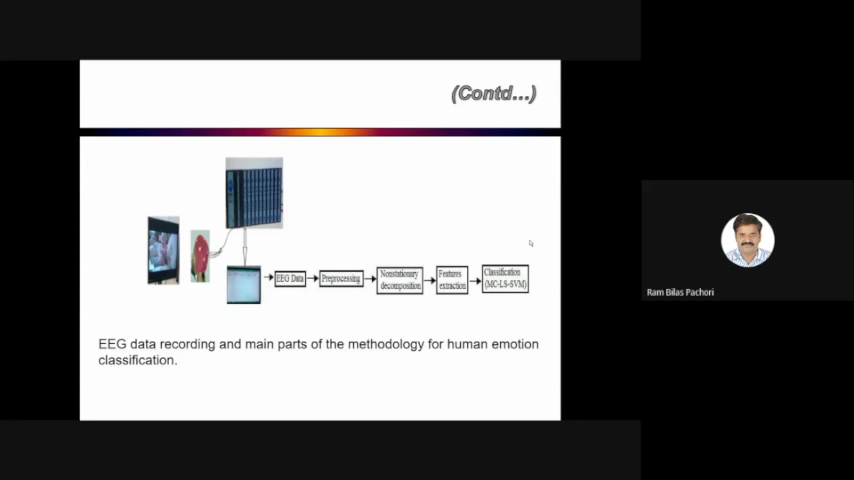 (Contd...)
EEG Data
Preprocessing
Nonstationary
decomposition
Features
extraction
Classification
(MC-LS-SVM)
EEG data recording and main parts of the methodology for human emotion
classification.
Ram Bilas Pachori